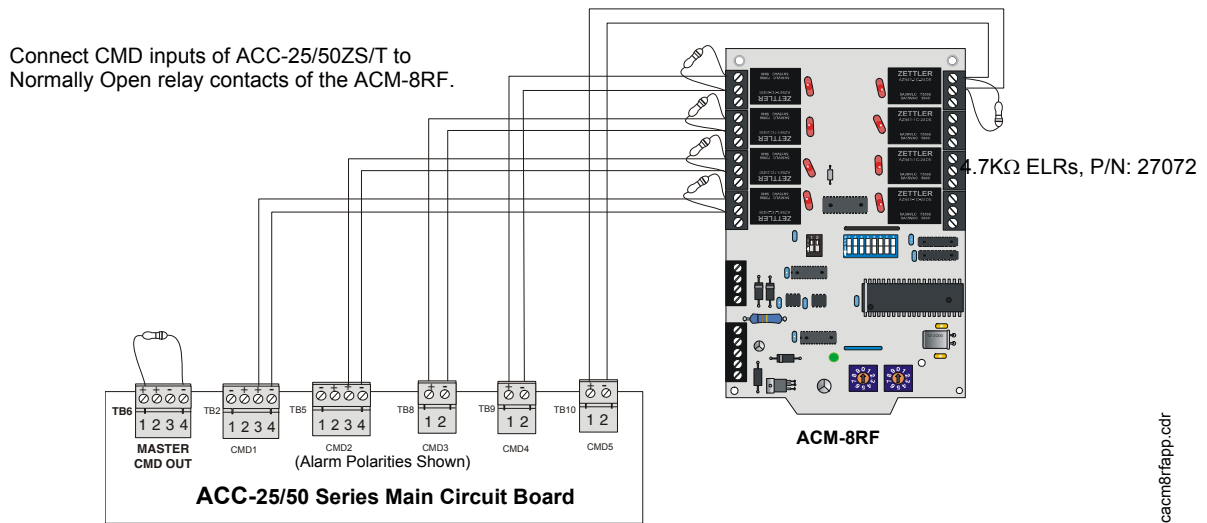 Connect CMD inputs of ACC-25/50ZS/T to
Normally Open relay contacts of the ACM-8RF.
ZETTLER
ZETTLER
ZETTLER
ZETTLER
ZETTLER
ZETTLER
ZETTLER
ZETTLER
4.7KΩ ELRs, P/N: 27072
ACM-8RF
- + + -
TB6
1 2 3 4
MASTER
CMD OUT
- + + -
TB2
1 2 3 4
CMD1
- + + -
TB5
1 2 3 4
CMD2
+ -
TB8
1 2
CMD3
+ -
TB9
1 2
CMD4
+ -
TB10
1 2
CMD5
(Alarm Polarities Shown)
ACC-25/50 Series Main Circuit Board
cacm8rfapp.cdr